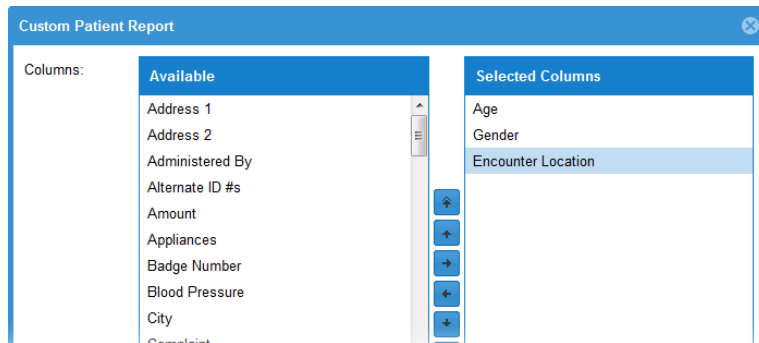 Custom Patient Report
Columns:
Available
Address 1
Address 2
Administered By
Alternate ID #s
Amount
Appliances
Badge Number
Blood Pressure
City
Complaint
Selected Columns
Age
Gender
Encounter Location